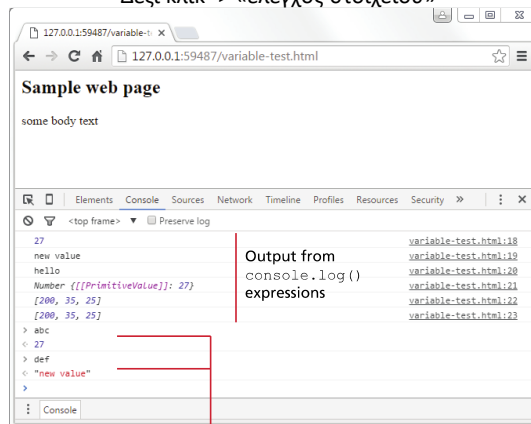 Δεξί κλικ -> «έλεγχος στοιχείου»
127.0.0.1:59487/variable-t
127.0.0.1:59487/variable-test.html
Sample web page
some body text
Elements Console Sources Network Timeline Profiles Resources Security »
<top frame> ▼ Preserve log
27 variable-test.html:18
new value variable-test.html:19
hello variable-test.html:20
Number {[[PrimitiveValue]]: 27} variable-test.html:21
[200, 35, 25] variable-test.html:22
[200, 35, 25] variable-test.html:23
Output from
console.log()
expressions
> abc
< 27
> def
< "new value"
>
Console